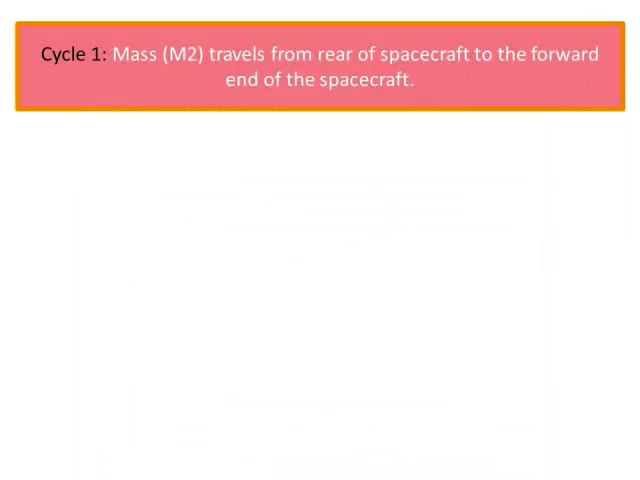 Cycle 1: Mass (M2) travels from rear of spacecraft to the forward
end of the spacecraft.